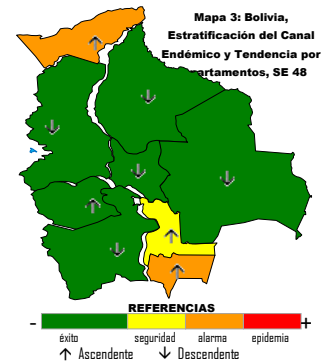 Mapa 3: Bolivia,
Estratificación del Canal
Endémico y Tendencia por
partamentos, SE 48
REFERENCIAS
- +
éxito seguridad alarma epidemia
Ascendente Descendente